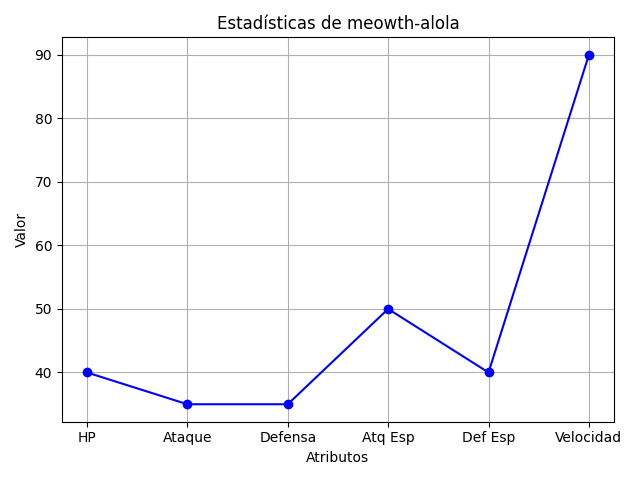 Estadísticas de meowth-alola
Valor
90
80
70
60
50
40
HP Ataque Defensa Atq Esp Def Esp Velocidad
Atributos